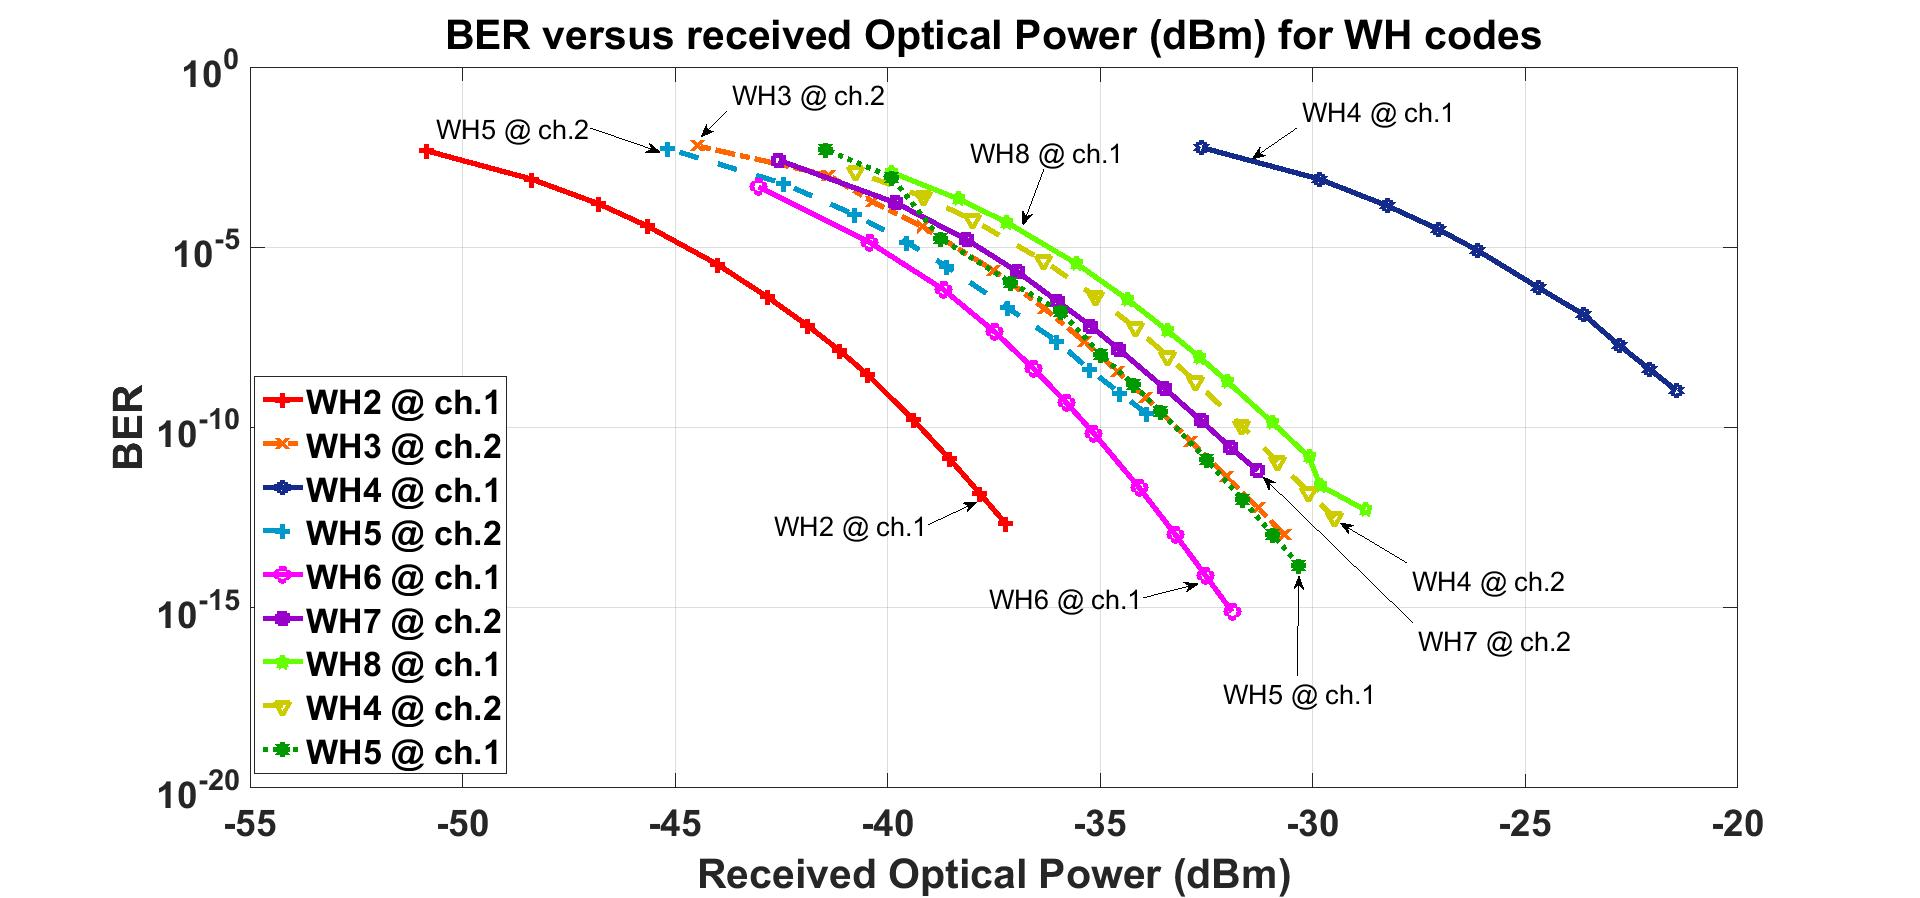 BER versus received Optical Power (dBm) for WH codes
10^0
10^-5
10^-10
10^-15
10^-20
BER
WH3 @ ch.2
WH5 @ ch.2
WH4 @ ch.1
WH8 @ ch.1
WH2 @ ch.1
WH6 @ ch.1
WH4 @ ch.2
WH7 @ ch.2
WH5 @ ch.1
WH2 @ ch.1
WH3 @ ch.2
WH4 @ ch.1
WH5 @ ch.2
WH6 @ ch.1
WH7 @ ch.2
WH8 @ ch.1
WH4 @ ch.2
WH5 @ ch.1
-55 -50 -45 -40 -35 -30 -25 -20
Received Optical Power (dBm)